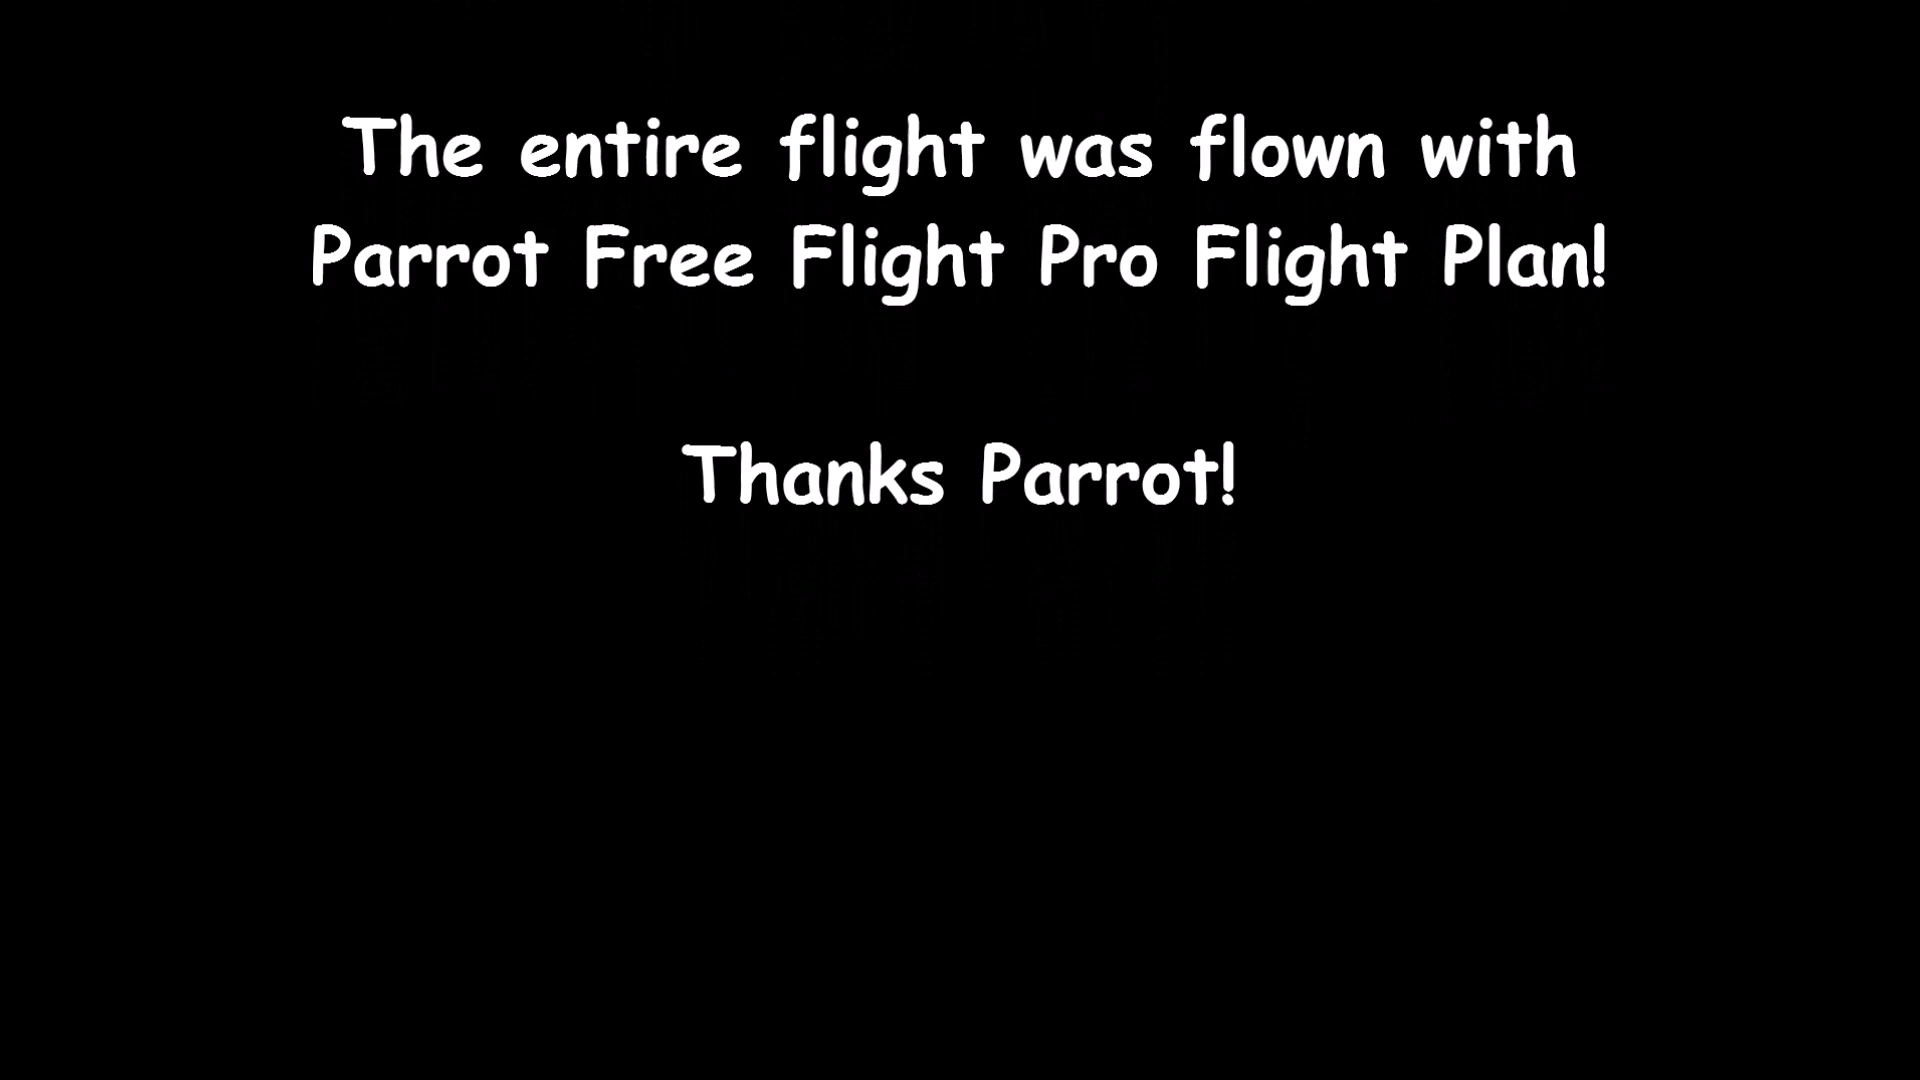 The entire flight was flown with
Parrot Free Flight Pro Flight Plan!
Thanks Parrot!